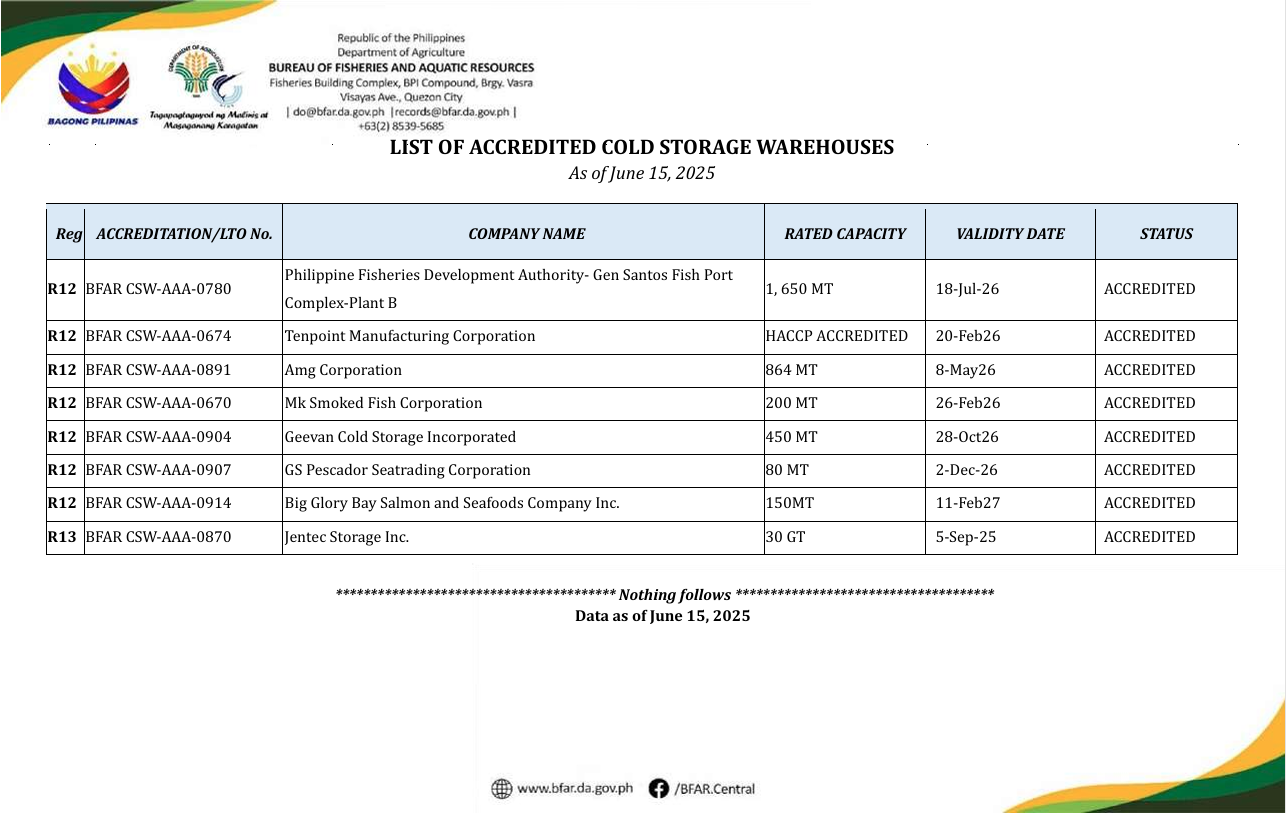 Republic of the Philippines
Department of Agriculture
BUREAU OF FISHERIES AND AQUATIC RESOURCES
Fisheries Building Complex, BPI Compound, Brgy. Vasra
Visayas Ave., Quezon City
| do@bfar.da.gov.ph |records@bfar.da.gov.ph |
+63(2) 8539-5685
BAGONG PILIPINAS
DEPARTMENT OF AGRICULTURE
Tagapagtaguyod ng Malinis at
Masaganang Karagatan
LIST OF ACCREDITED COLD STORAGE WAREHOUSES
As of June 15, 2025
Reg ACCREDITATION/LTO No. COMPANY NAME RATED CAPACITY VALIDITY DATE STATUS
R12 BFAR CSW-AAA-0780 Philippine Fisheries Development Authority- Gen Santos Fish Port
Complex-Plant B 1, 650 MT 18-Jul-26 ACCREDITED
R12 BFAR CSW-AAA-0674 Tenpoint Manufacturing Corporation HACCP ACCREDITED 20-Feb26 ACCREDITED
R12 BFAR CSW-AAA-0891 Amg Corporation 864 MT 8-May26 ACCREDITED
R12 BFAR CSW-AAA-0670 Mk Smoked Fish Corporation 200 MT 26-Feb26 ACCREDITED
R12 BFAR CSW-AAA-0904 Geevan Cold Storage Incorporated 450 MT 28-Oct26 ACCREDITED
R12 BFAR CSW-AAA-0907 GS Pescador Seatrading Corporation 80 MT 2-Dec-26 ACCREDITED
R12 BFAR CSW-AAA-0914 Big Glory Bay Salmon and Seafoods Company Inc. 150MT 11-Feb27 ACCREDITED
R13 BFAR CSW-AAA-0870 Jentec Storage Inc. 30 GT 5-Sep-25 ACCREDITED
**************************************** Nothing follows *************************************
Data as of June 15, 2025
www.bfar.da.gov.ph /BFAR.Central